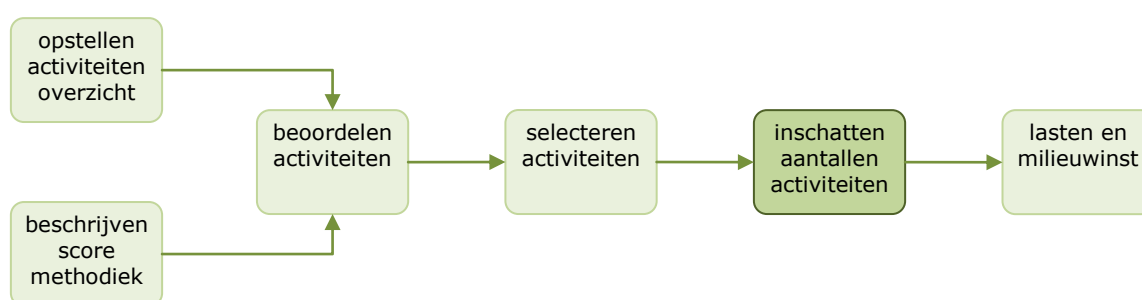 opstellen
activiteiten
overzicht
beschrijven
score
methodiek
beoordelen
activiteiten
selecteren
activiteiten
inschatten
aantallen
activiteiten
lasten en
milieuwinst